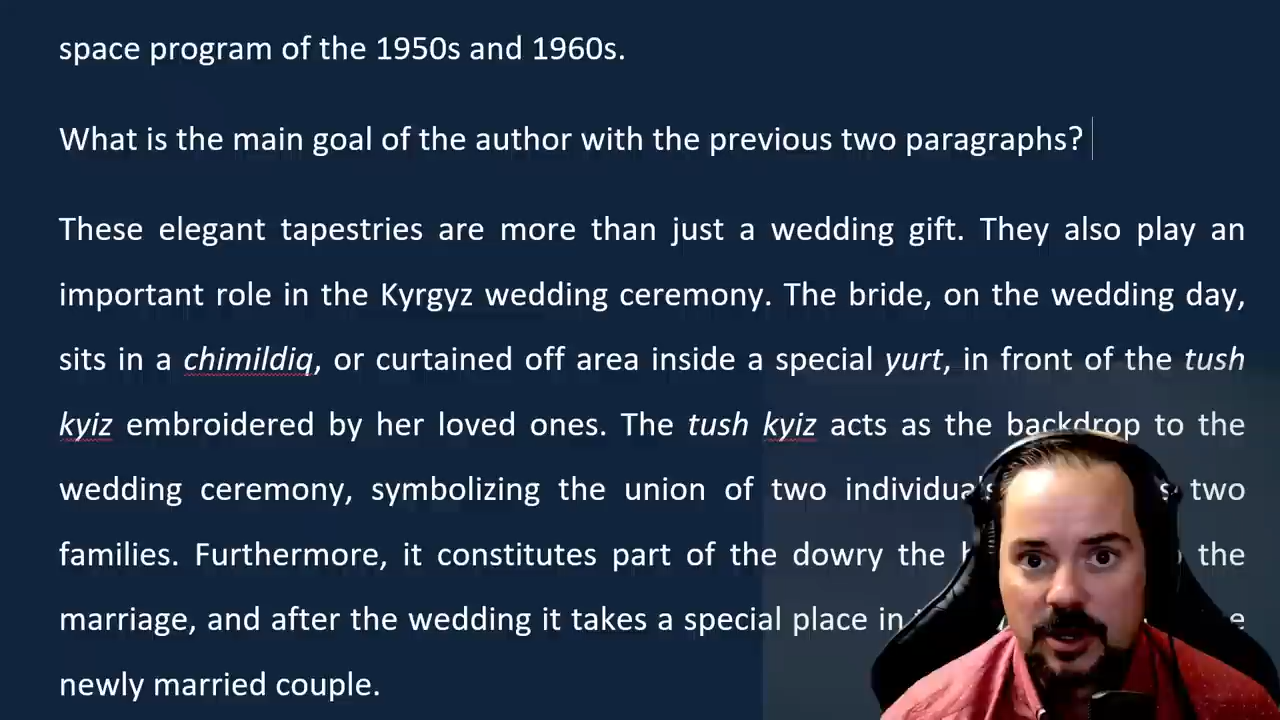 space program of the 1950s and 1960s.
What is the main goal of the author with the previous two paragraphs?
These elegant tapestries are more than just a wedding gift. They also play an
important role in the Kyrgyz wedding ceremony. The bride, on the wedding day,
sits in a chimildiq, or curtained off area inside a special yurt, in front of the tush
kyiz embroidered by her loved ones. The tush kyiz acts as the backdrop to the
wedding ceremony, symbolizing the union of two two
families. Furthermore, it constitutes part of the dowry the the
marriage, and after the wedding it takes a special place in
newly married couple.